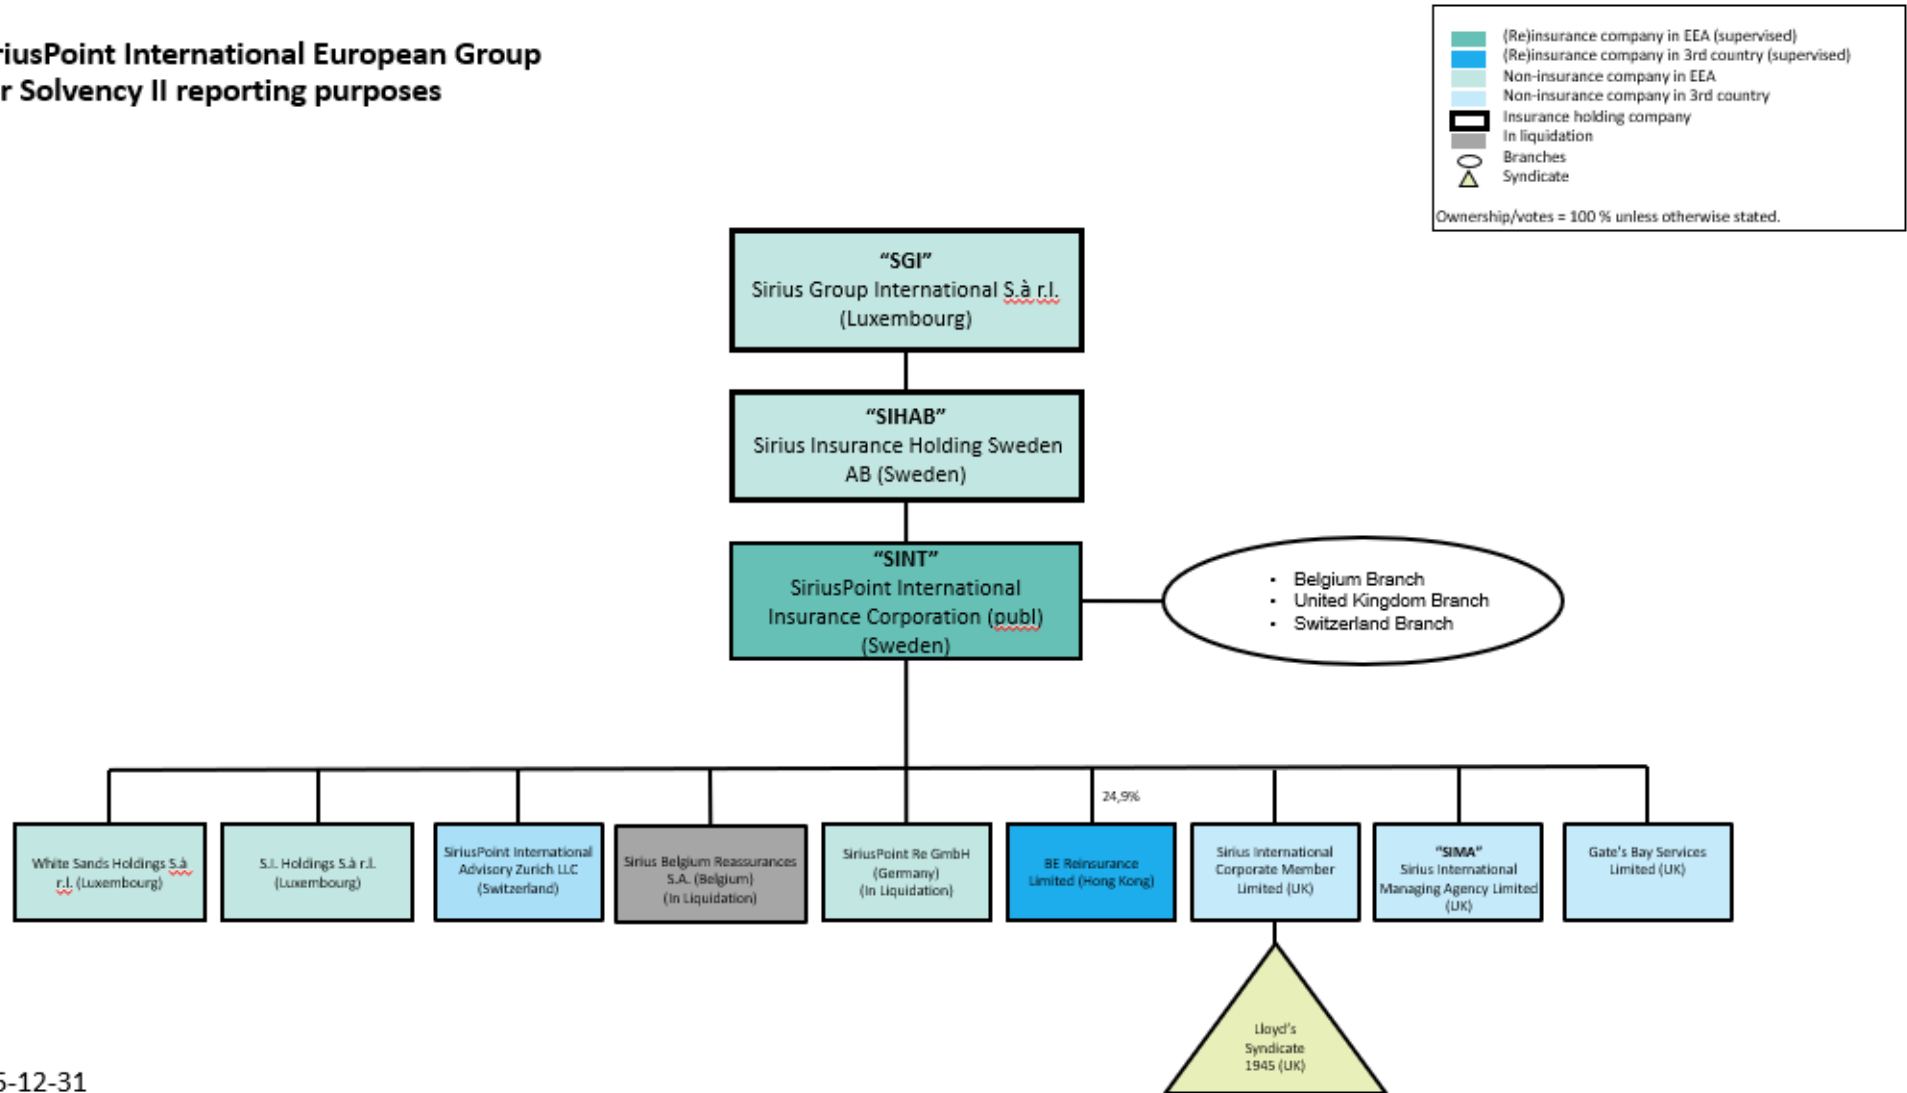 riusPoint International European Group
r Solvency II reporting purposes
(Re)insurance company in EEA (supervised)
(Re)insurance company in 3rd country (supervised)
Non-insurance company in EEA
Non-insurance company in 3rd country
Insurance holding company
In liquidation
Branches
Syndicate
Ownership/votes = 100 % unless otherwise stated.
“SGI”
Sirius Group International S.à r.l.
(Luxembourg)
“SIHAB”
Sirius Insurance Holding Sweden
AB (Sweden)
“SINT”
SiriusPoint International
Insurance Corporation (publ)
(Sweden)
• Belgium Branch
• United Kingdom Branch
• Switzerland Branch
24,9%
White Sands Holdings S.à
r.l. (Luxembourg)
S.I. Holdings S.à r.l.
(Luxembourg)
SiriusPoint International
Advisory Zurich LLC
(Switzerland)
Sirius Belgium Reassurances
S.A. (Belgium)
(In Liquidation)
SiriusPoint Re GmbH
(Germany)
(In Liquidation)
BE Reinsurance
Limited (Hong Kong)
Sirius International
Corporate Member
Limited (UK)
“SIMA”
Sirius International
Managing Agency Limited
(UK)
Gate's Bay Services
Limited (UK)
Lloyd's
Syndicate
1945 (UK)
5-12-31